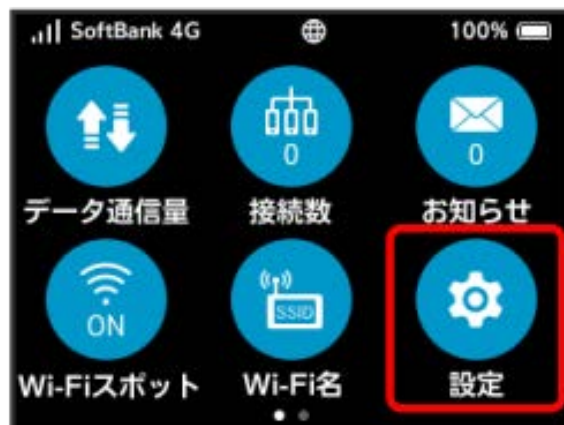 SoftBank 4G 100%
0 0
データ通信量 接続数 お知らせ
ON SSID
Wi-Fiスポット Wi-Fi名 設定